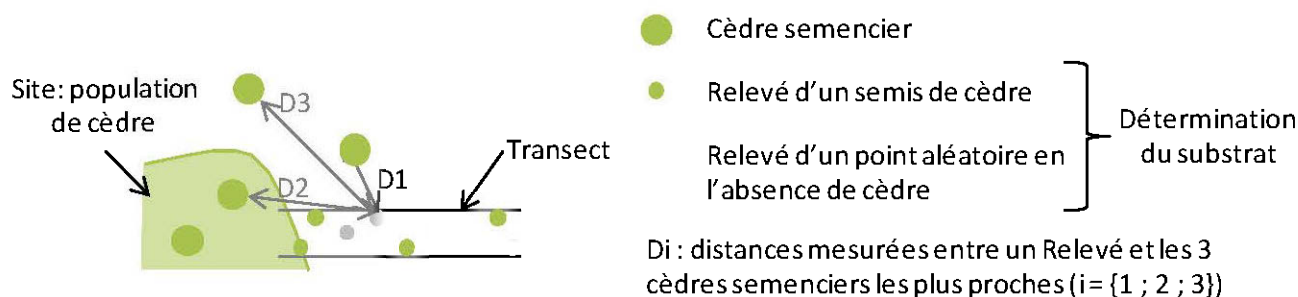 Site: population
de cèdre
D3
D2
D1
Transect
Cèdre semencier
Relevé d'un semis de cèdre
Relevé d'un point aléatoire en
l'absence de cèdre
Détermination
du substrat
Di : distances mesurées entre un Relevé et les 3
cèdres semenciers les plus proches (i = {1 ; 2 ; 3})